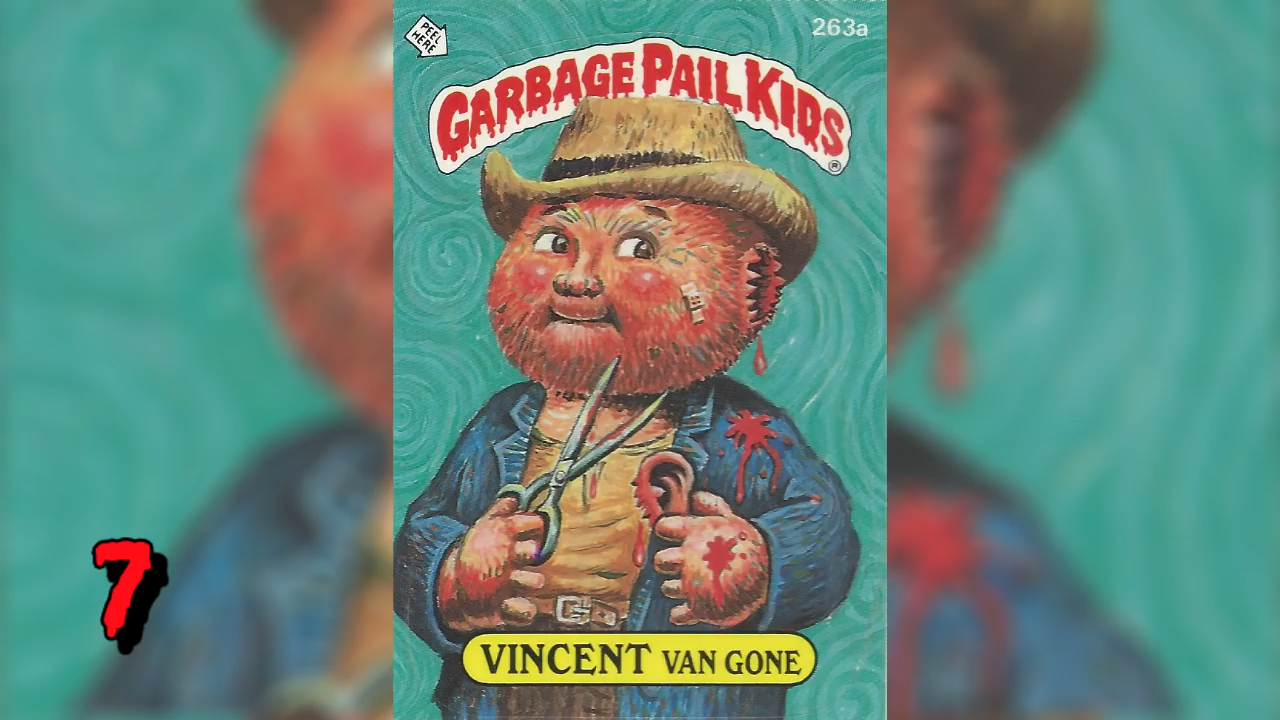 PEEL
HERE
263a
GARBAGE PAIL KIDS
®
7
VINCENT VAN GONE